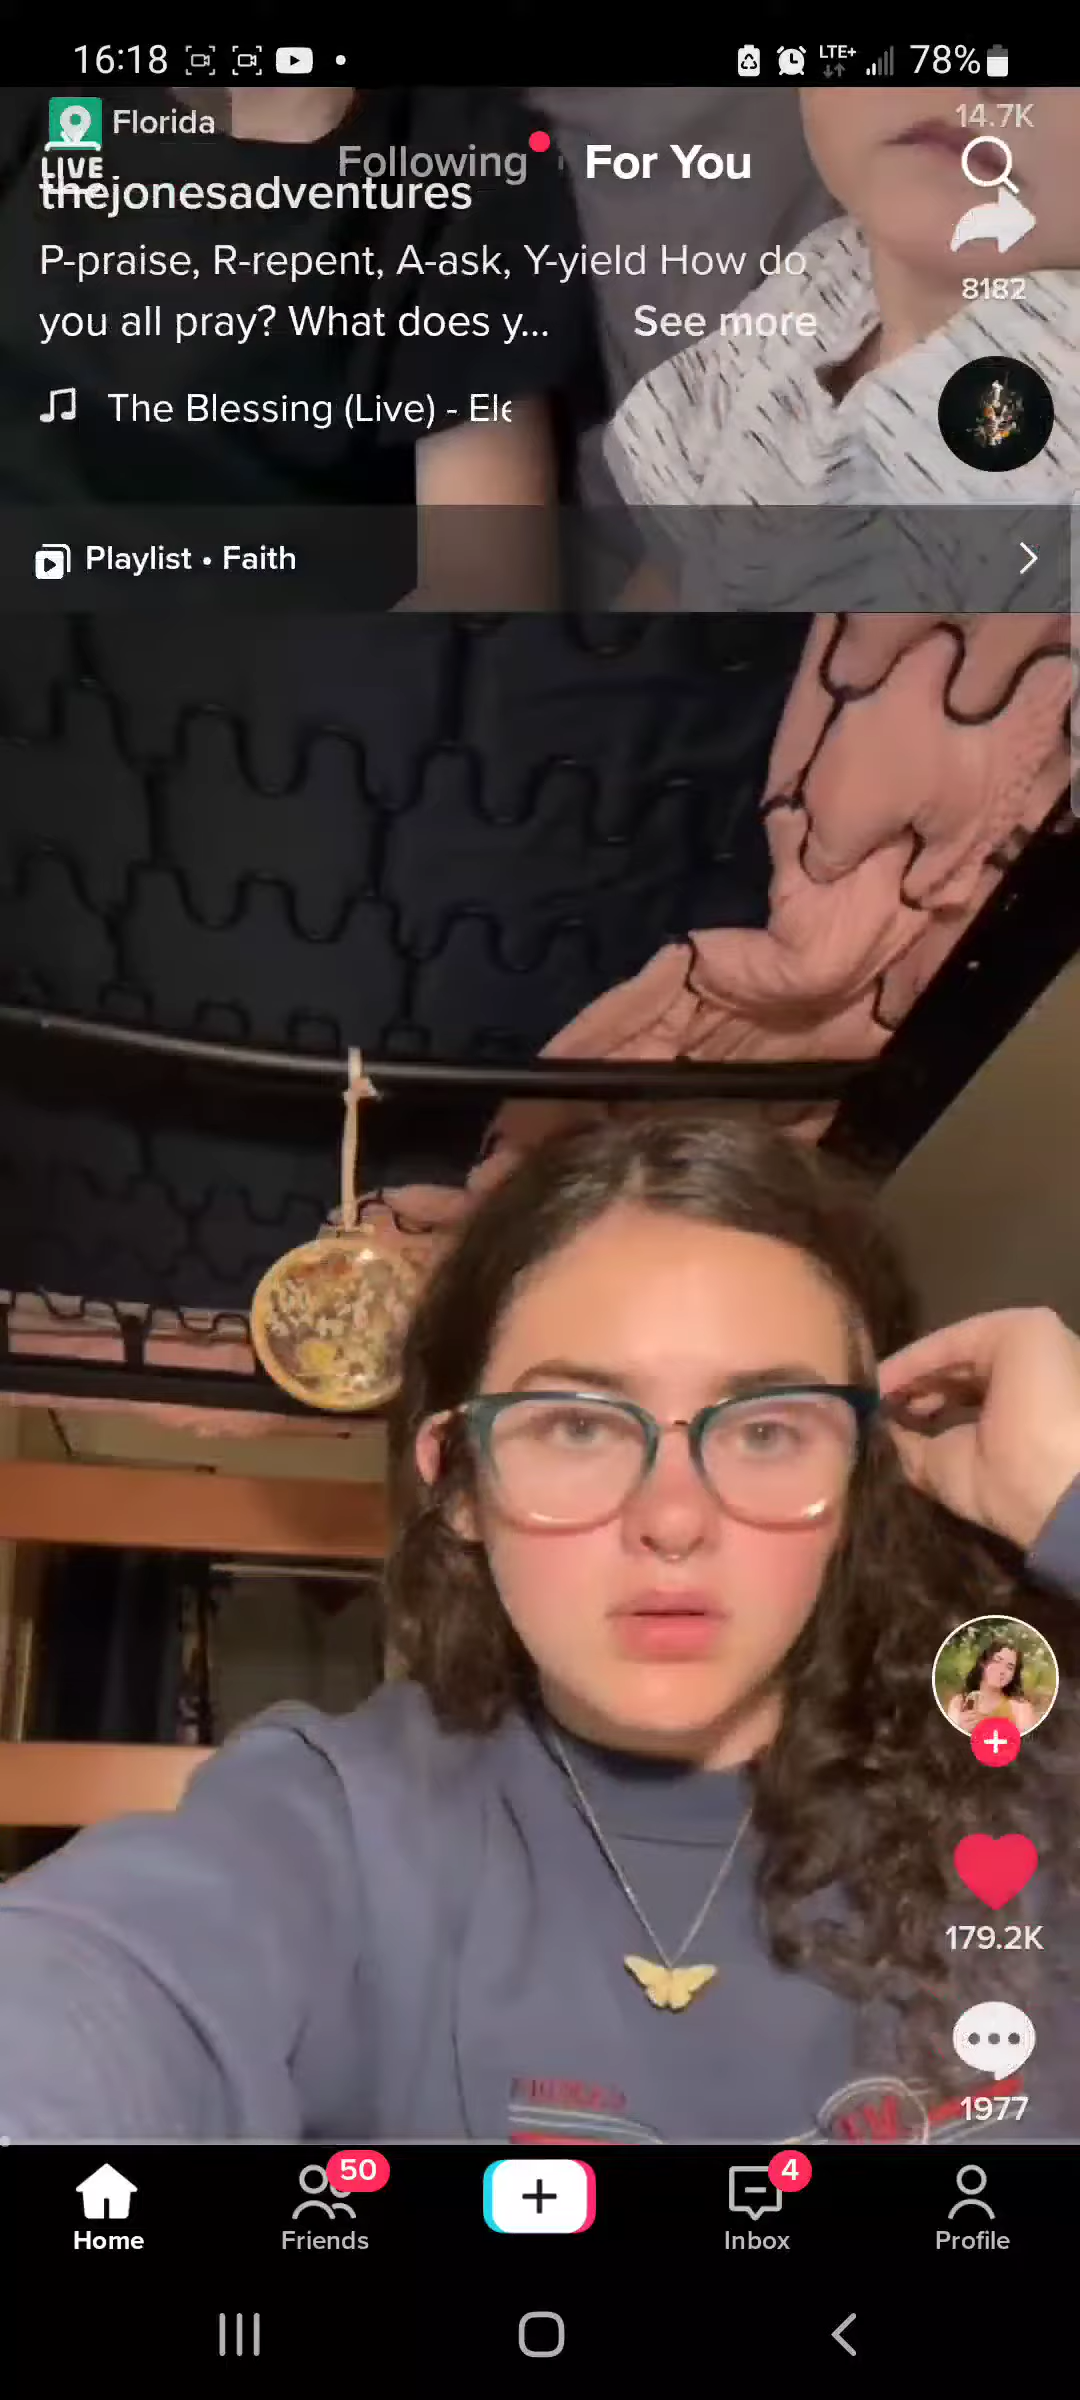 16:18
LTE+
78%
Florida
LIVE
Following
For You
14.7K
thejonesadventures
P-praise, R-repent, A-ask, Y-yield How do
you all pray? What does y... See more
8182
The Blessing (Live) - Ele
Playlist • Faith
179.2K
1977
Home
50
Friends
4
Inbox
Profile